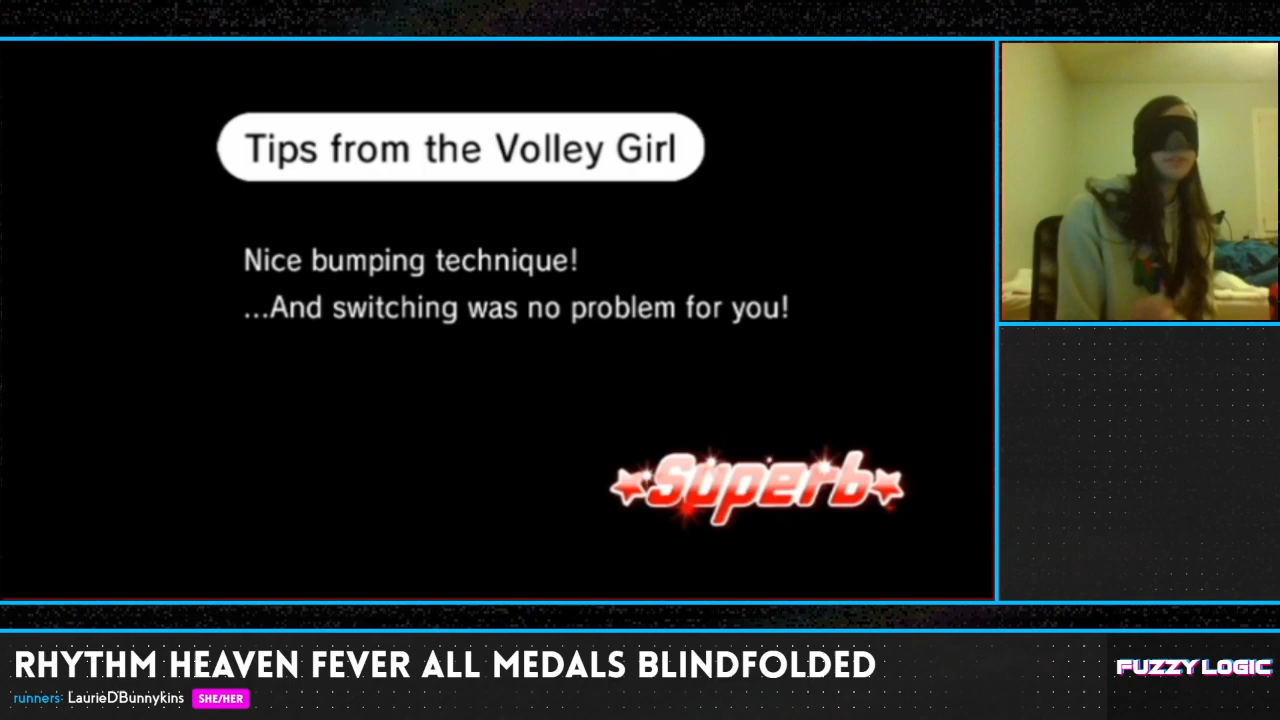 Tips from the Volley Girl
Nice bumping technique!
...And switching was no problem for you!
Superb
RHYTHM HEAVEN FEVER ALL MEDALS BLINDFOLDED
runners: LaurieDBunnykins SHE/HER
FUZZY LOGIC